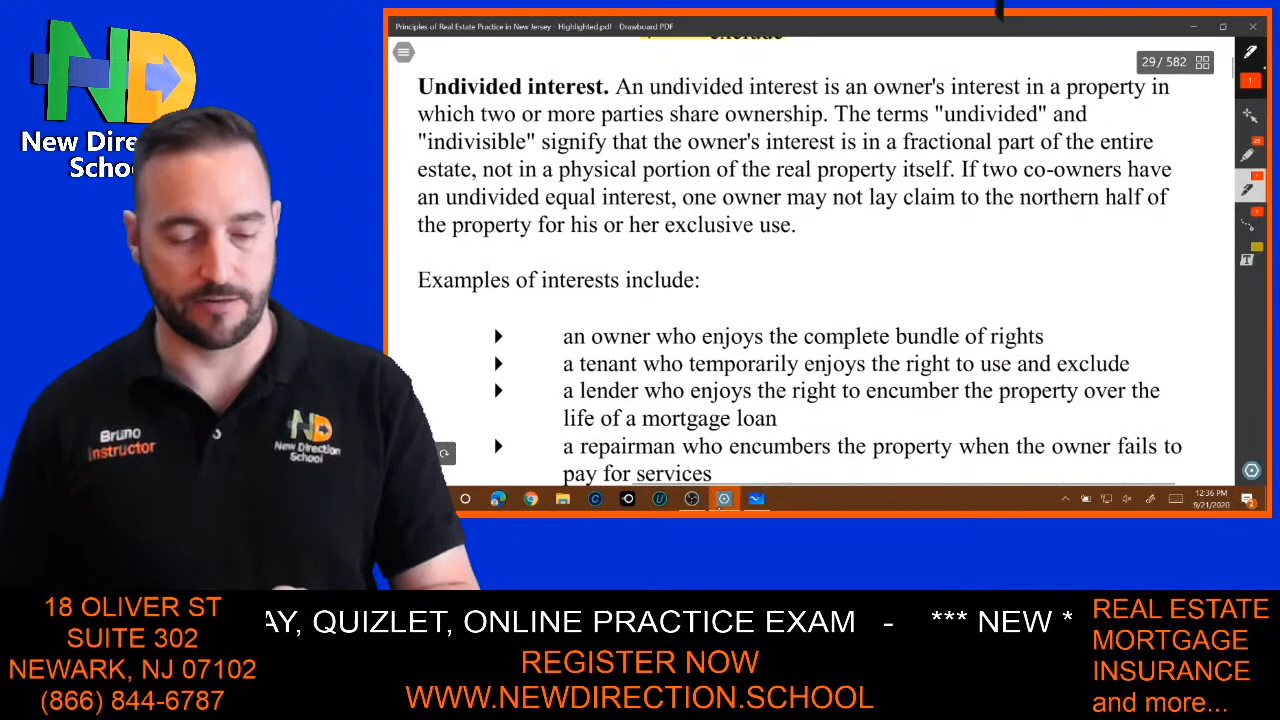 ND
New Direction
School
Principles of Real Estate Practice in New Jersey - Highlighted.pdf - Drawboard PDF
exclude
29 / 582
Undivided interest. An undivided interest is an owner's interest in a property in
which two or more parties share ownership. The terms "undivided" and
"indivisible" signify that the owner's interest is in a fractional part of the entire
estate, not in a physical portion of the real property itself. If two co-owners have
an undivided equal interest, one owner may not lay claim to the northern half of
the property for his or her exclusive use.
Examples of interests include:
an owner who enjoys the complete bundle of rights
a tenant who temporarily enjoys the right to use and exclude
a lender who enjoys the right to encumber the property over the
life of a mortgage loan
a repairman who encumbers the property when the owner fails to
pay for services
12:36 PM
9/21/2020
Bruno
Instructor
ND
New Direction
School
18 OLIVER ST
SUITE 302
NEWARK, NJ 07102
(866) 844-6787
AY, QUIZLET, ONLINE PRACTICE EXAM - *** NEW *
REGISTER NOW
WWW.NEWDIRECTION.SCHOOL
REAL ESTATE
MORTGAGE
INSURANCE
and more...